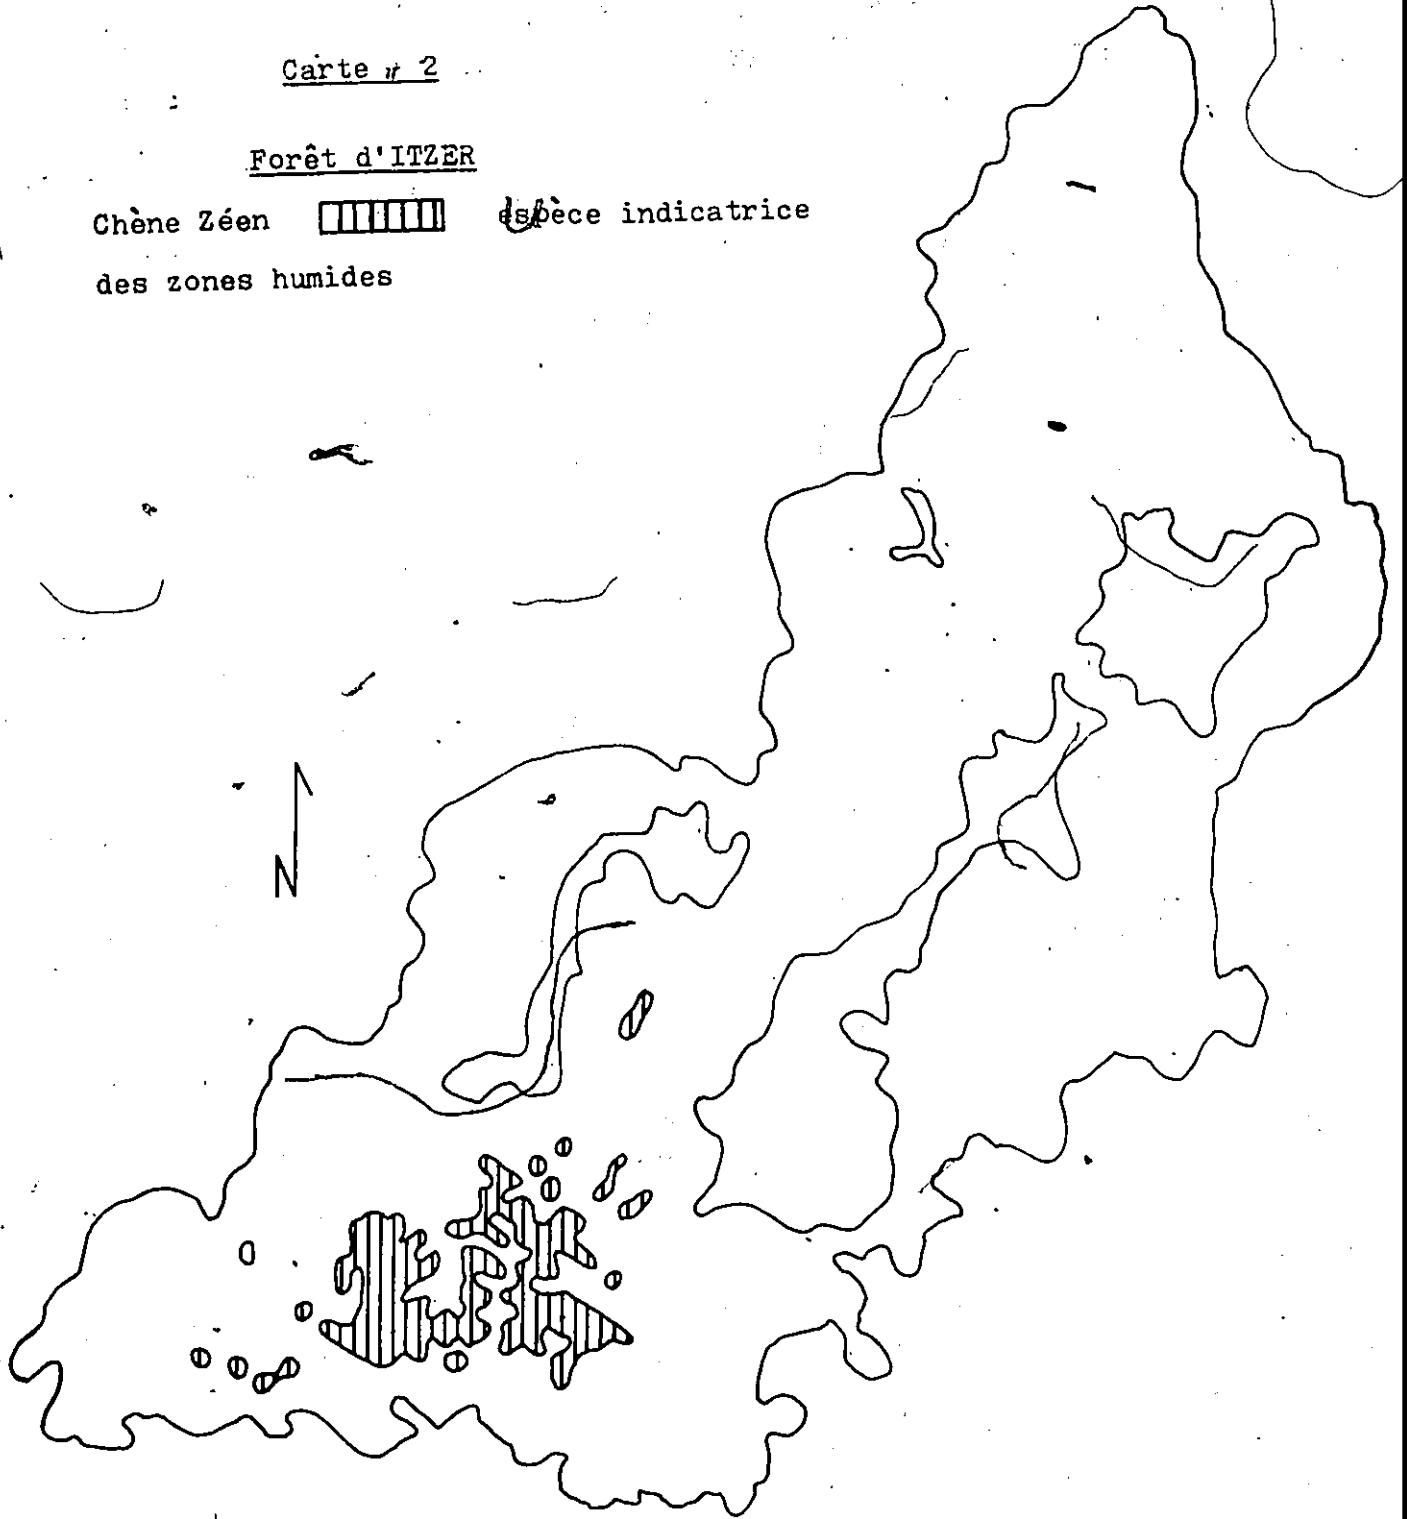 Carte # 2
Forêt d'ITZER
Chène Zéen espèce indicatrice
des zones humides
N